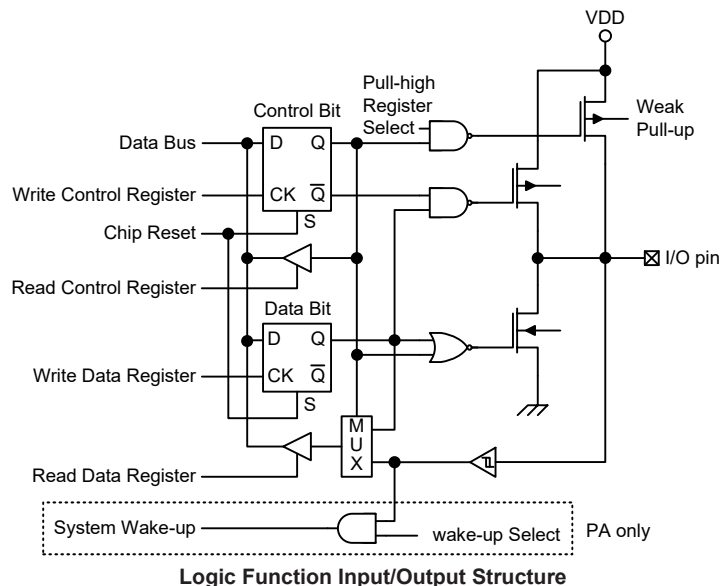 VDD
Pull-high
Register
Select
Control Bit
Weak
Pull-up
Data Bus
D
Q
Write Control Register
CK
Q
S
Chip Reset
I/O pin
Read Control Register
Data Bit
D
Q
Write Data Register
CK
Q
S
M
U
X
Read Data Register
System Wake-up
wake-up Select
PA only
Logic Function Input/Output Structure